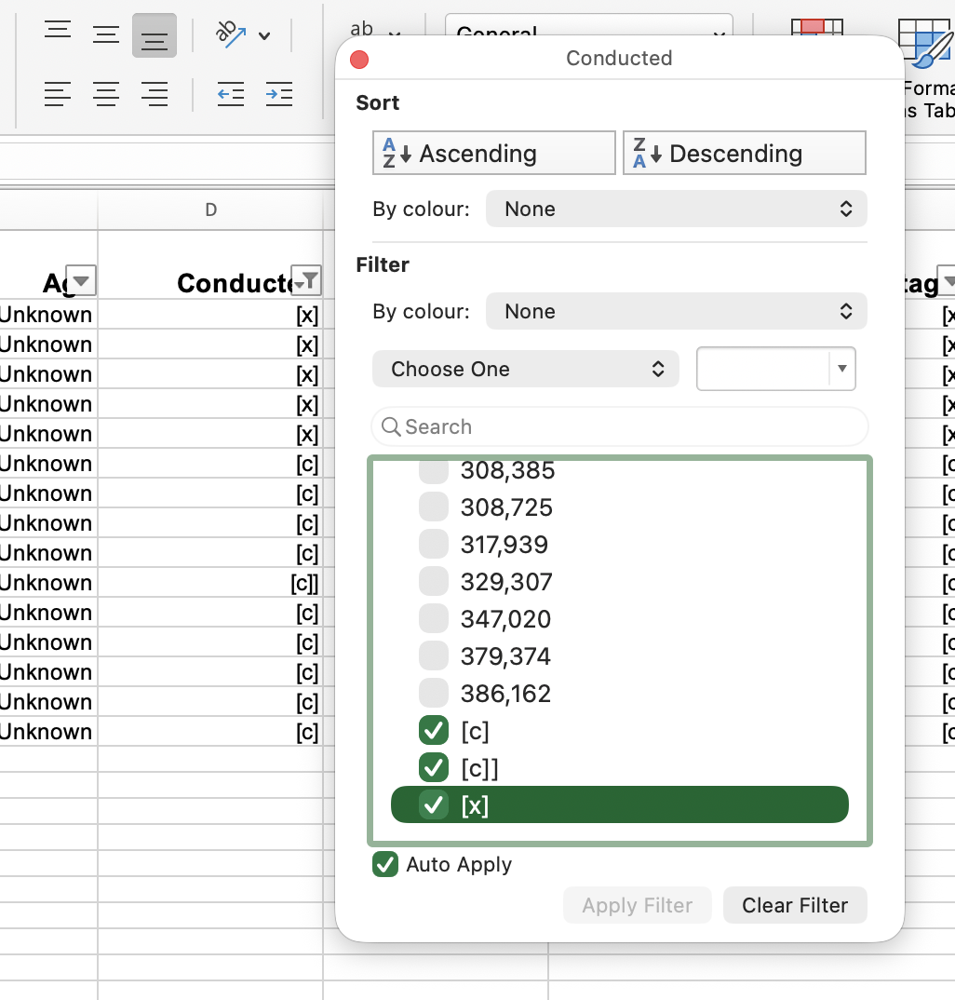 ab
General
Forma
s Tab
D
Ag
Conducte
tag
Unknown [x]
Unknown [x]
Unknown [x]
Unknown [x]
Unknown [x]
Unknown [c]
Unknown [c]
Unknown [c]
Unknown [c]
Unknown [c]]
Unknown [c]
Unknown [c]
Unknown [c]
Unknown [c]
Unknown [c]
Conducted
Sort
Ascending
Descending
By colour: None
Filter
By colour: None
Choose One
Search
308,385
308,725
317,939
329,307
347,020
379,374
386,162
[c]
[c]]
[x]
Auto Apply
Apply Filter
Clear Filter